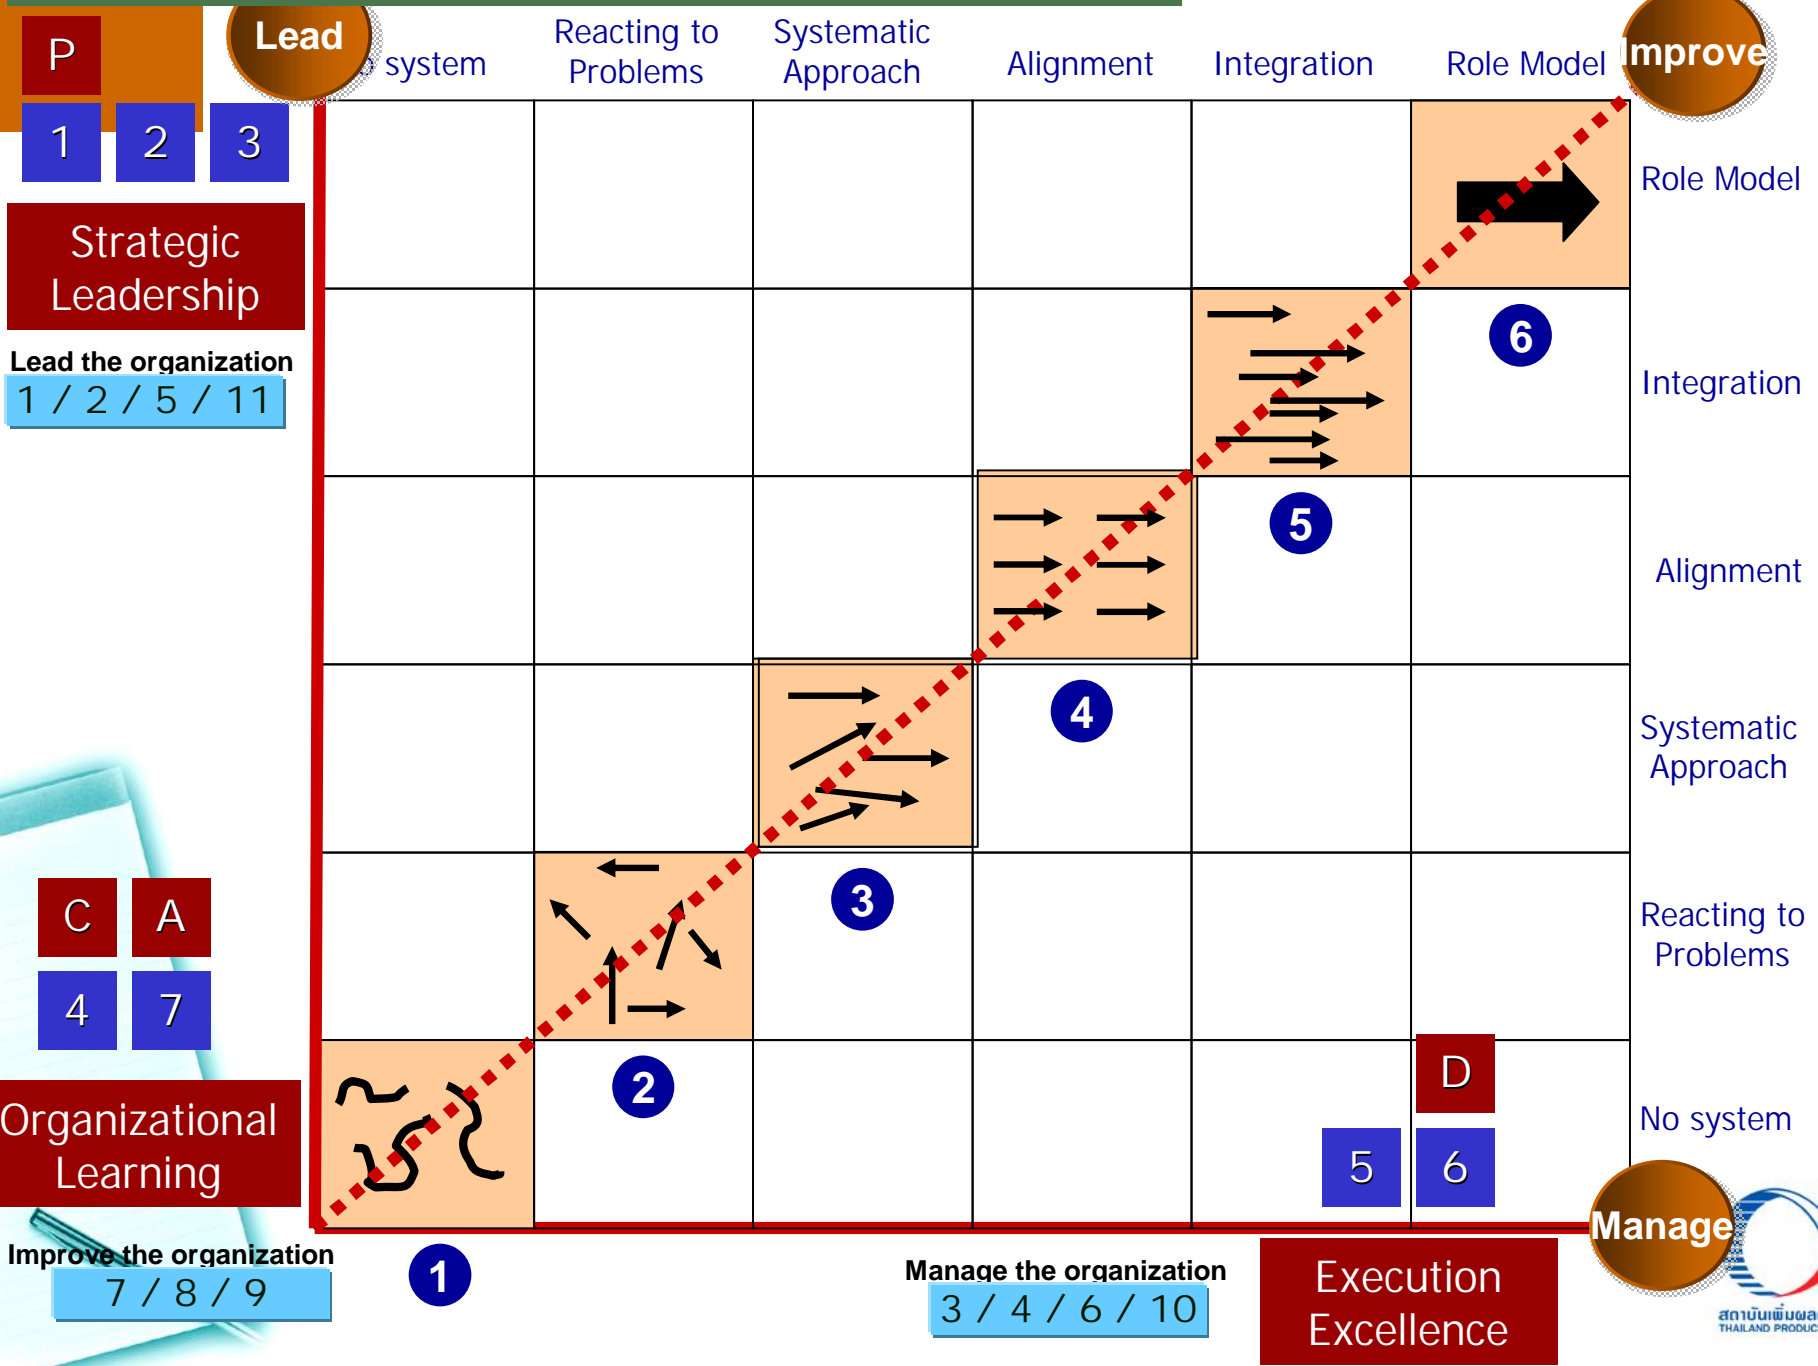 P
Lead
system
Reacting to
Problems
Systematic
Approach
Alignment
Integration
Role Model
Improve
1 2 3
Role Model
Strategic
Leadership
Lead the organization
1 / 2 / 5 / 11
6
Integration
5
Alignment
4
Systematic
Approach
3
C A
4 7
Reacting to
Problems
2
D
5 6
No system
Organizational
Learning
Improve the organization
7 / 8 / 9
1
Manage the organization
3 / 4 / 6 / 10
Execution
Excellence
Manage
THAILAND PRODUC